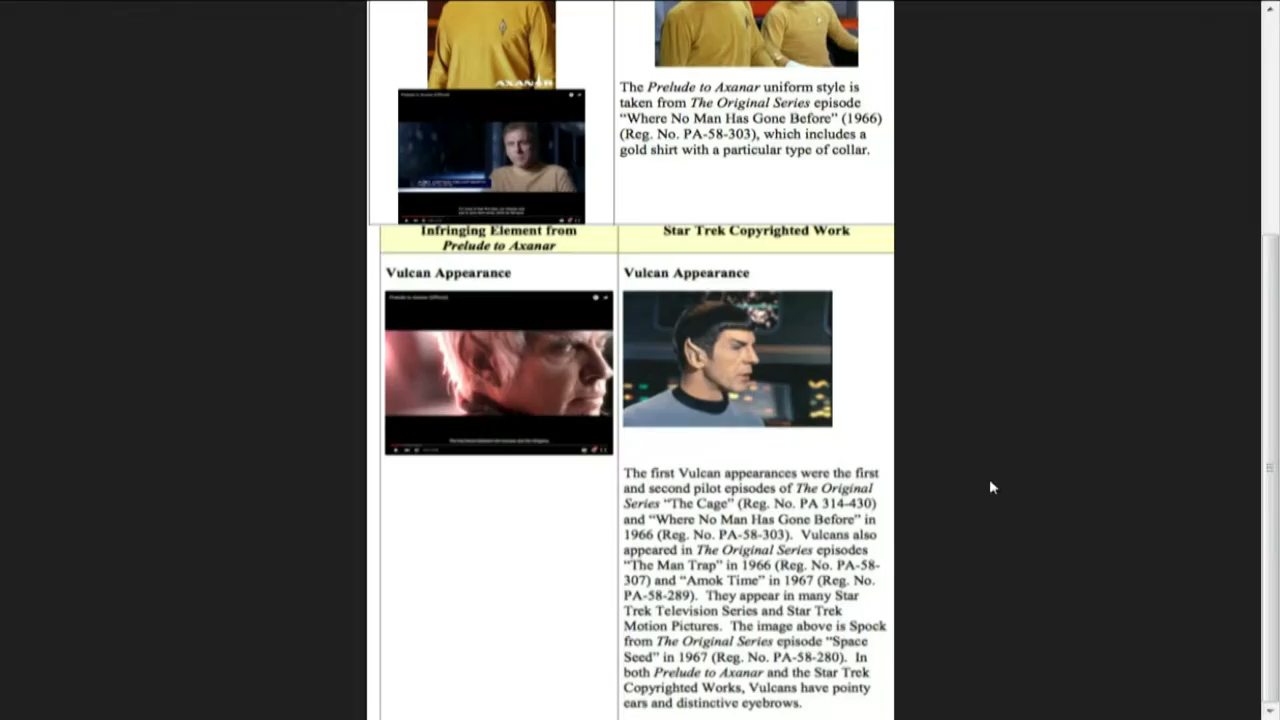 AXANAR
Prelude to Axanar (Official)
The Prelude to Axanar uniform style is
taken from The Original Series episode
“Where No Man Has Gone Before” (1966)
(Reg. No. PA-58-303), which includes a
gold shirt with a particular type of collar.
Infringing Element from
Prelude to Axanar
Star Trek Copyrighted Work
Vulcan Appearance
Vulcan Appearance
Prelude to Axanar (Official)
The first Vulcan appearances were the first
and second pilot episodes of The Original
Series “The Cage” (Reg. No. PA 314-430)
and “Where No Man Has Gone Before” in
1966 (Reg. No. PA-58-303). Vulcans also
appeared in The Original Series episodes
“The Man Trap” in 1966 (Reg. No. PA-58-
307) and “Amok Time” in 1967 (Reg. No.
PA-58-289). They appear in many Star
Trek Television Series and Star Trek
Motion Pictures. The image above is Spock
from The Original Series episode “Space
Seed” in 1967 (Reg. No. PA-58-280). In
both Prelude to Axanar and the Star Trek
Copyrighted Works, Vulcans have pointy
ears and distinctive eyebrows.